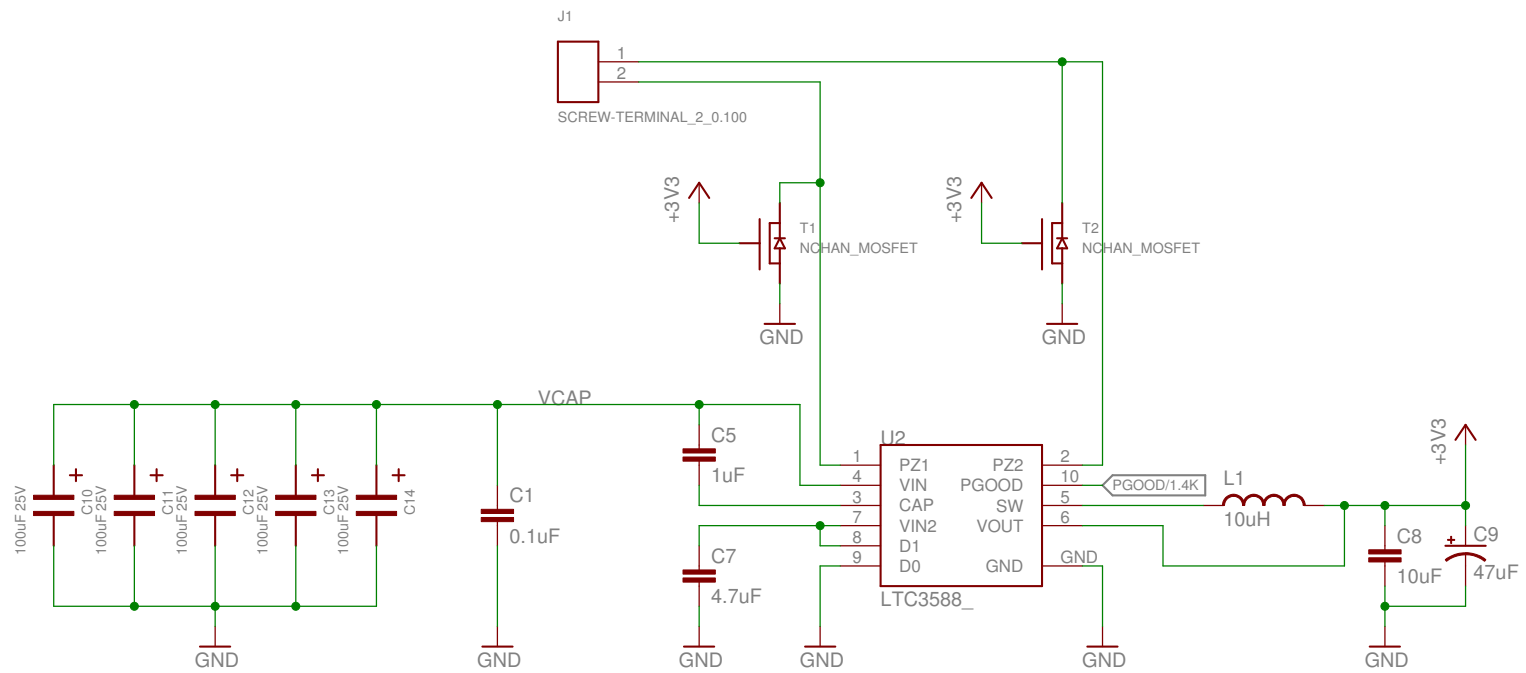 J1
1
2
SCREW-TERMINAL_2_0.100
+3V3
T1
NCHAN_MOSFET
GND
+3V3
T2
NCHAN_MOSFET
GND
VCAP
100uF 25V
C10
100uF 25V
C11
100uF 25V
C12
100uF 25V
C13
100uF 25V
C14
GND
C1
0.1uF
GND
C5
1uF
C7
4.7uF
GND
GND
U2
1 PZ1 PZ2 2
4 VIN PGOOD 10
3 CAP SW 5
7 VIN2 VOUT 6
8 D1
9 D0 GND GND
LTC3588_
PGOOD/1.4K
GND
L1
10uH
+3V3
C8
10uF
C9
47uF
GND